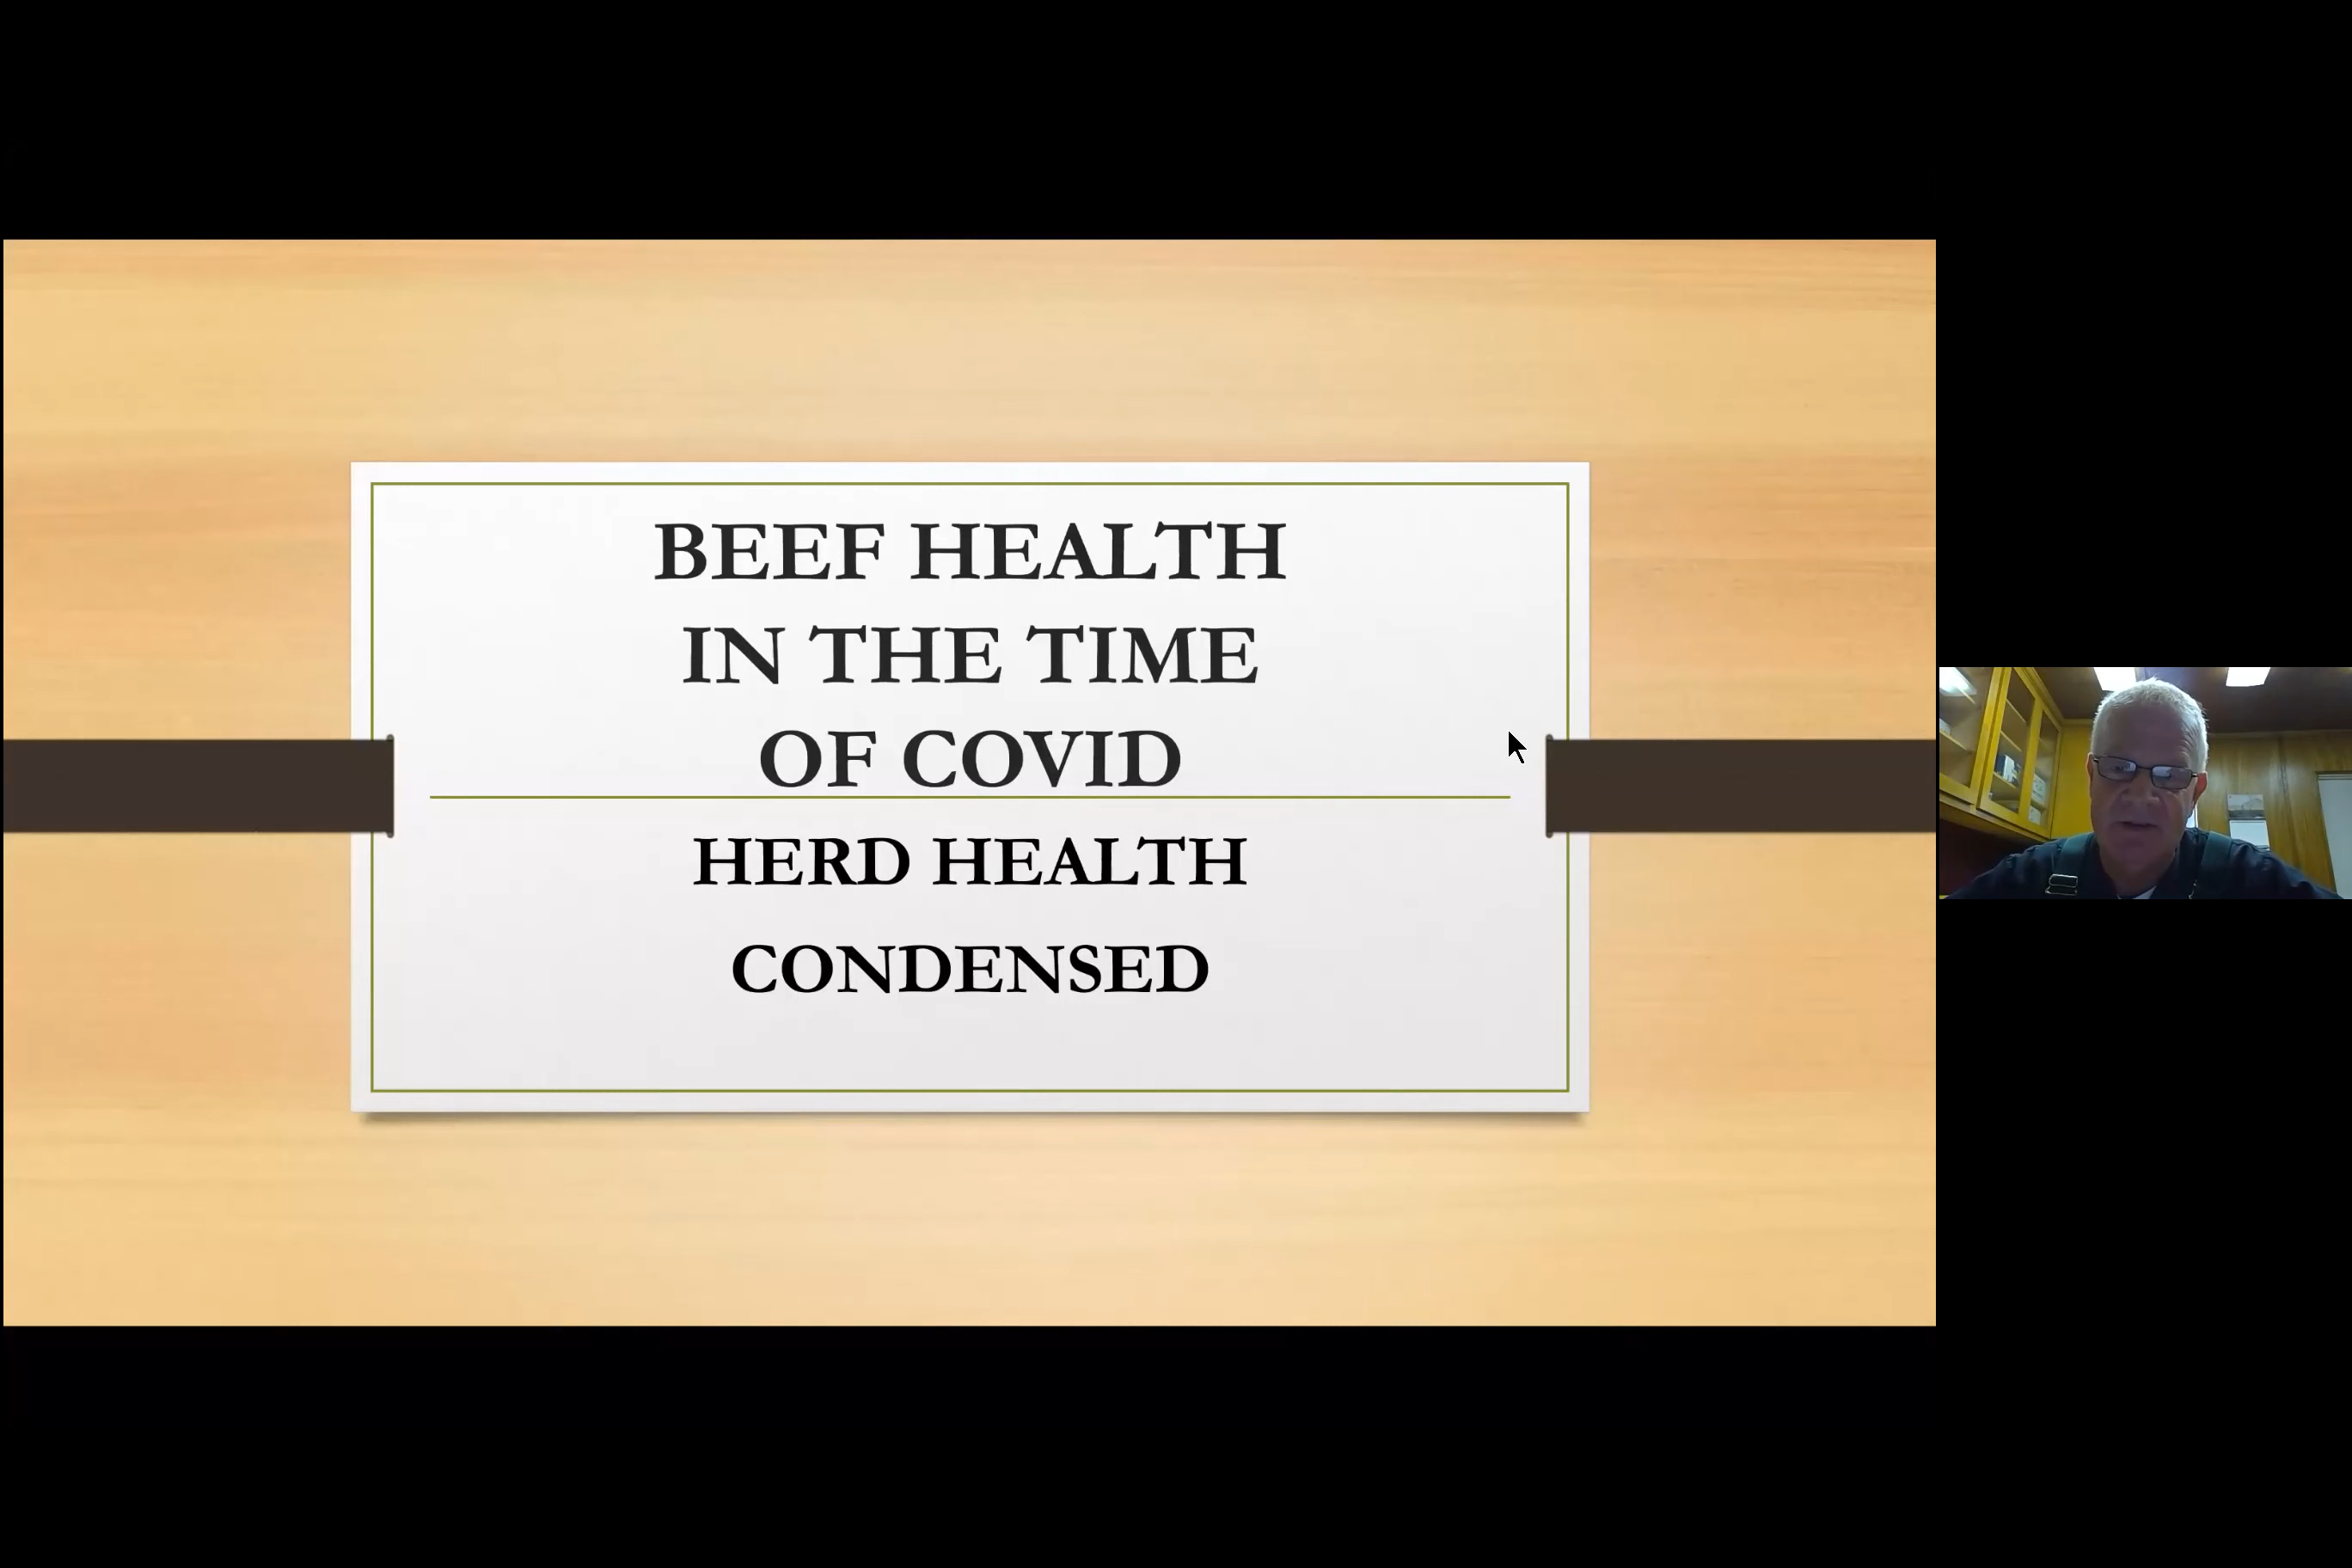 BEEF HEALTH
IN THE TIME
OF COVID
HERD HEALTH
CONDENSED